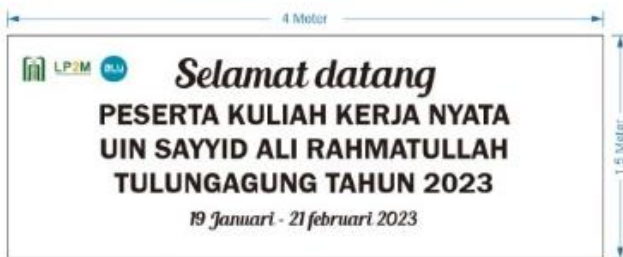 4 Meter
LP2M BLU
Selamat datang
PESERTA KULIAH KERJA NYATA
UIN SAYYID ALI RAHMATULLAH
TULUNGAGUNG TAHUN 2023
19 Januari - 21 februari 2023
1.5 Meter